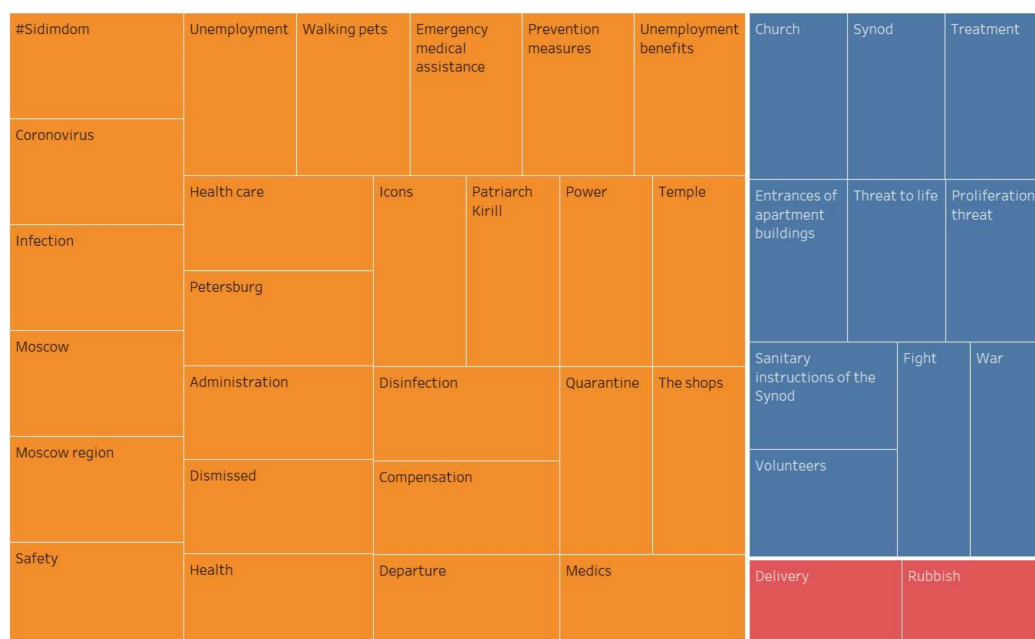 #Sidimdom
Unemployment
Walking pets
Emergency
medical
assistance
Prevention
measures
Unemployment
benefits
Church
Synod
Treatment
Coronovirus
Health care
Icons
Patriarch
Kirill
Power
Temple
Entrances of
apartment
buildings
Threat to life
Proliferation
threat
Infection
Petersburg
Moscow
Administration
Disinfection
Quarantine
The shops
Sanitary
instructions of the
Synod
Fight
War
Moscow region
Dismissed
Compensation
Volunteers
Safety
Health
Departure
Medics
Delivery
Rubbish